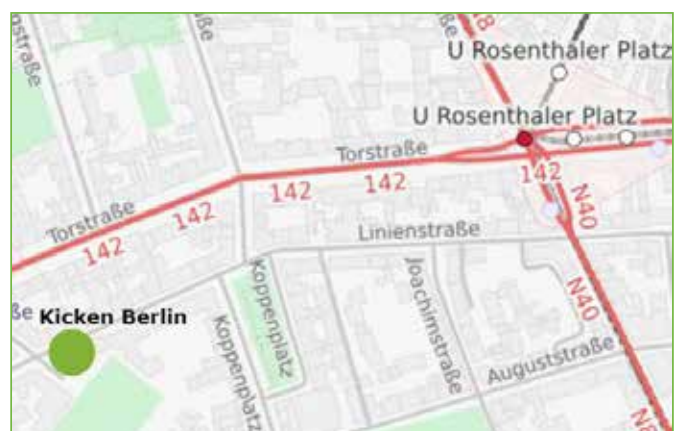 U Rosenthaler Platz
U Rosenthaler Platz
Torstraße
142
142
142
142
Torstraße
142
N40
Linienstraße
Koppenplatz
Joachimstraße
N40
Kicken Berlin
Koppenplatz
Auguststraße